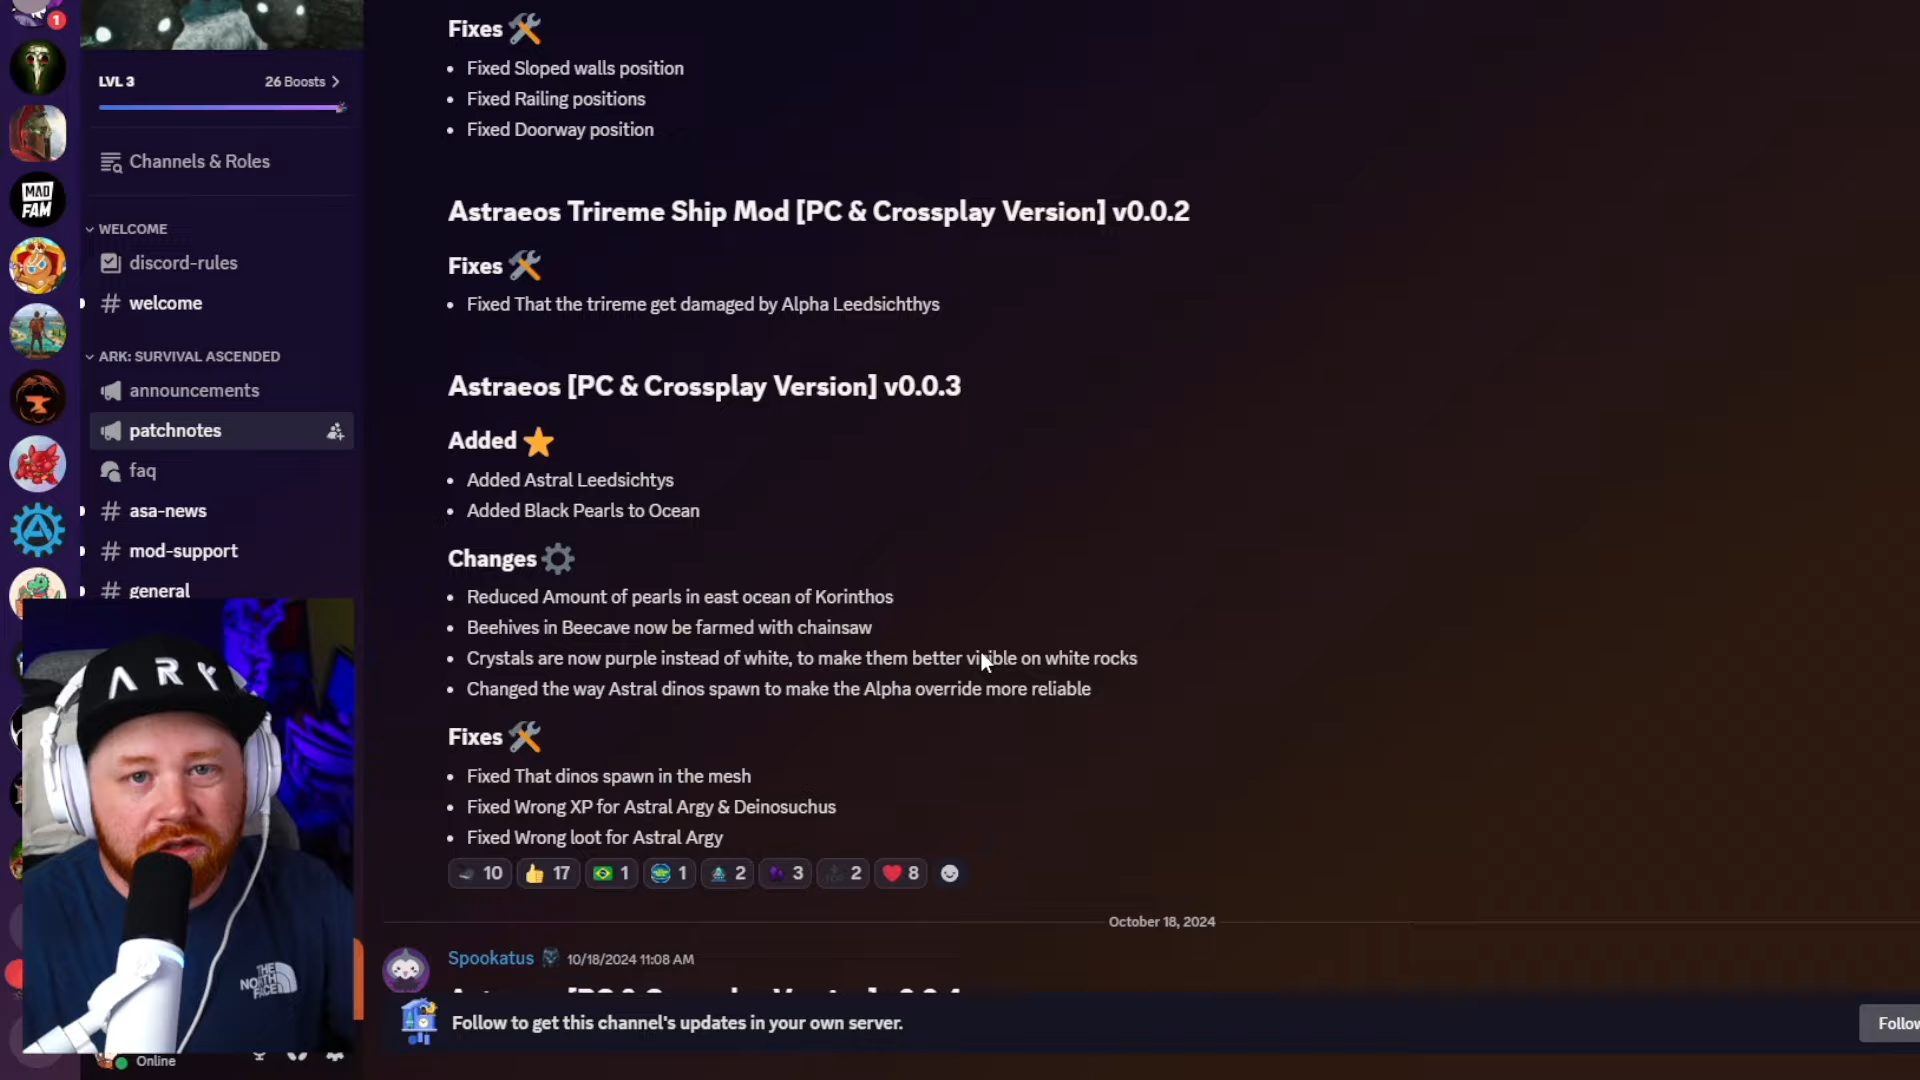 1
LVL 3
26 Boosts
Channels & Roles
MAD
FAM
WELCOME
discord-rules
welcome
ARK: SURVIVAL ASCENDED
announcements
patchnotes
faq
asa-news
mod-support
general
Fixes
• Fixed Sloped walls position
• Fixed Railing positions
• Fixed Doorway position
Astraeos Trireme Ship Mod [PC & Crossplay Version] v0.0.2
Fixes
• Fixed That the trireme get damaged by Alpha Leedsichthys
Astraeos [PC & Crossplay Version] v0.0.3
Added
• Added Astral Leedsichtys
• Added Black Pearls to Ocean
Changes
• Reduced Amount of pearls in east ocean of Korinthos
• Beehives in Beecave now be farmed with chainsaw
• Crystals are now purple instead of white, to make them better visible on white rocks
• Changed the way Astral dinos spawn to make the Alpha override more reliable
Fixes
• Fixed That dinos spawn in the mesh
• Fixed Wrong XP for Astral Argy & Deinosuchus
• Fixed Wrong loot for Astral Argy
10 17 1 1 2 3 2 8
October 18, 2024
Spookatus 10/18/2024 11:08 AM
Follow to get this channel's updates in your own server.
Follow
ARK
THE
NORTH
FACE
Online